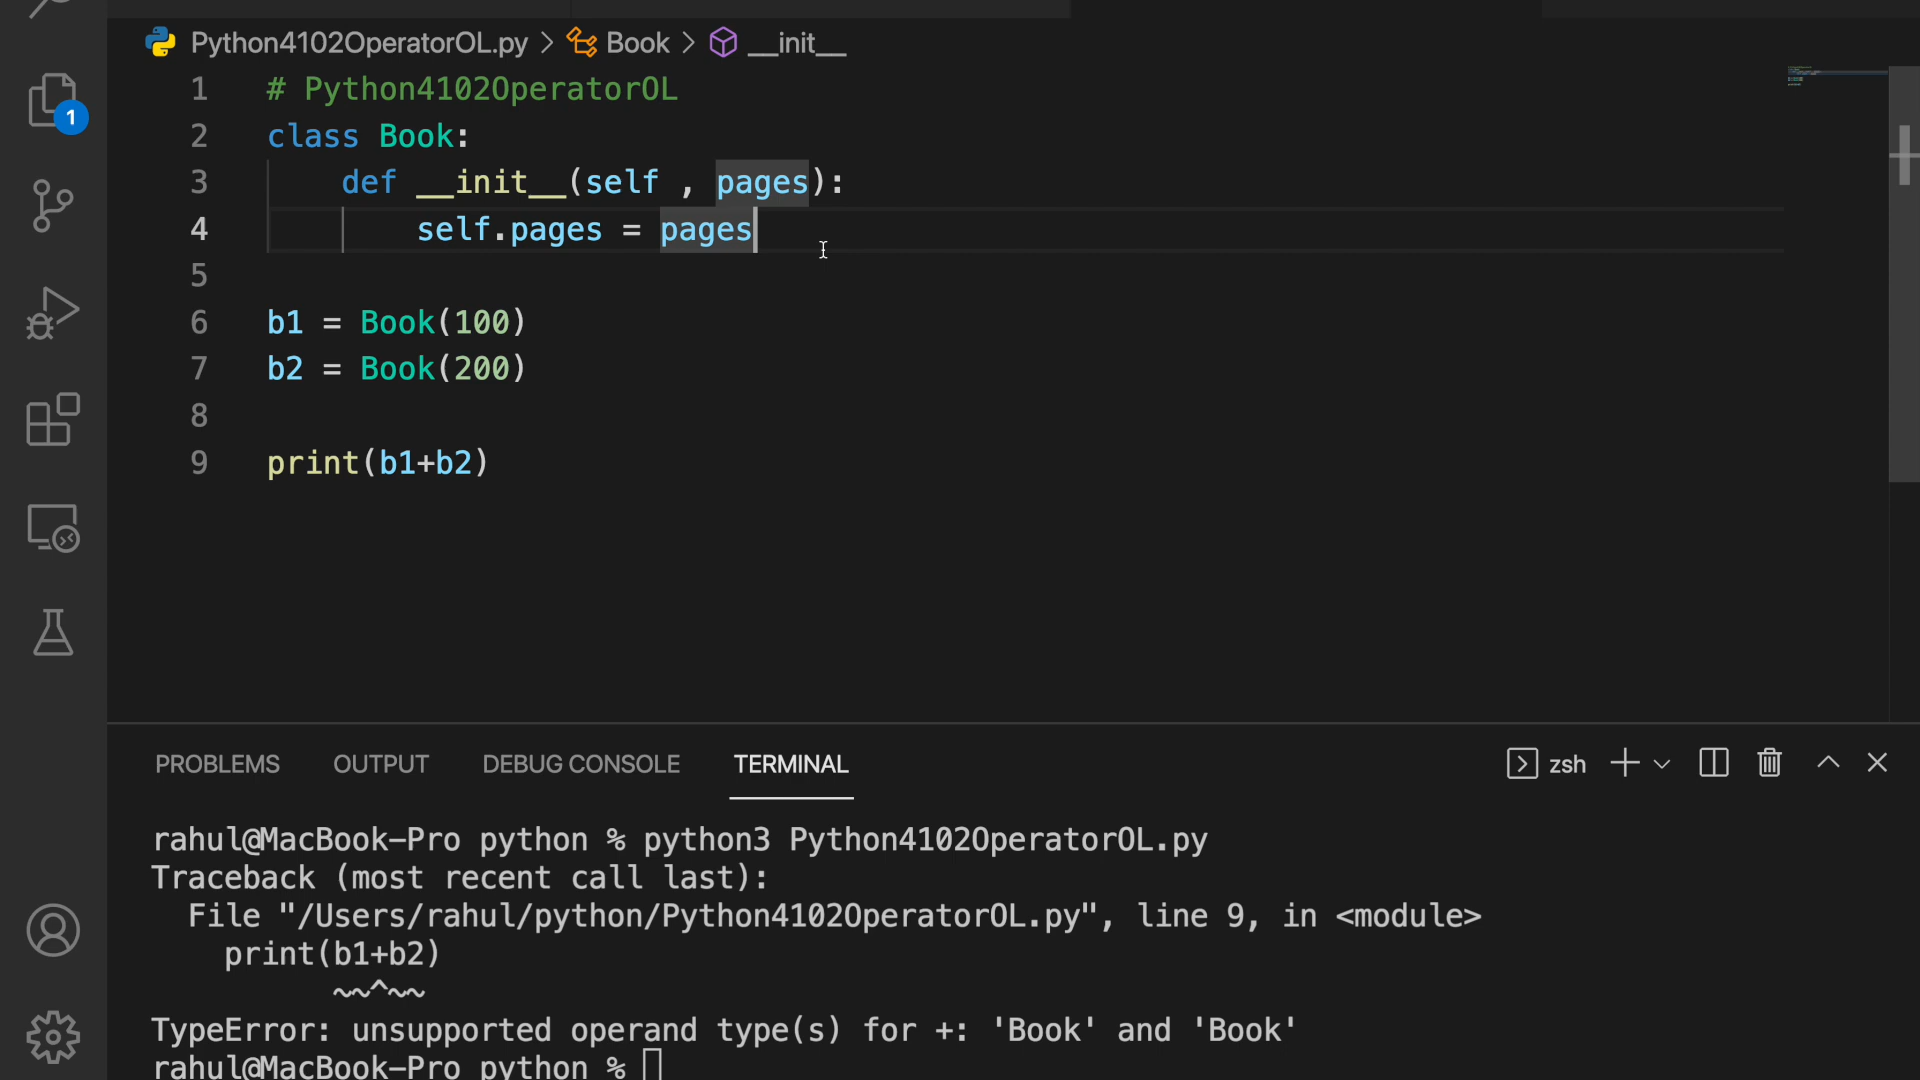 Python4102OperatorOL.py > Book > __init__
1 # Python4102OperatorOL
2 class Book:
3 def __init__(self , pages):
4 self.pages = pages
5
6 b1 = Book(100)
7 b2 = Book(200)
8
9 print(b1+b2)
1
PROBLEMS OUTPUT DEBUG CONSOLE TERMINAL zsh
rahul@MacBook-Pro python % python3 Python4102OperatorOL.py
Traceback (most recent call last):
File "/Users/rahul/python/Python4102OperatorOL.py", line 9, in <module>
print(b1+b2)
~~^~~
TypeError: unsupported operand type(s) for +: 'Book' and 'Book'
rahul@MacBook-Pro python %